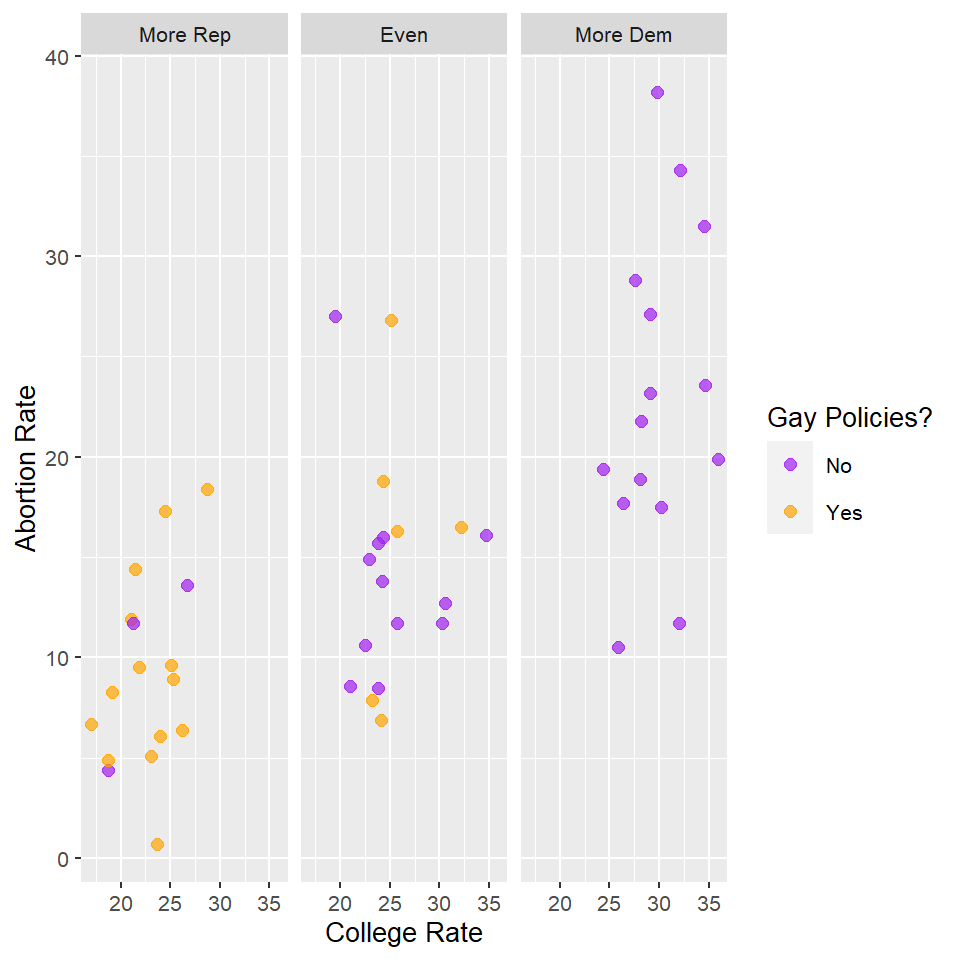 More Rep Even More Dem
40
30
20
10
0
Abortion Rate
20 25 30 35 20 25 30 35 20 25 30 35
College Rate
Gay Policies?
No
Yes